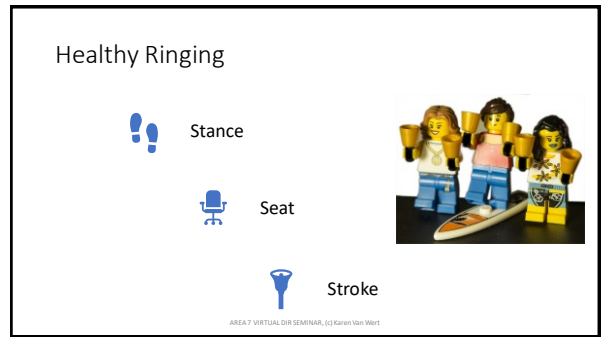 Healthy Ringing
Stance
Seat
Stroke
AREA 7 VIRTUAL DIR SEMINAR, (c) Karen Van Wert